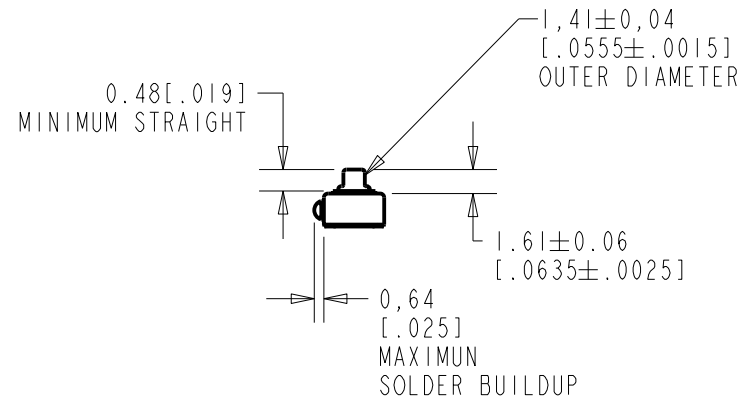 1,41±0,04
[.0555±.0015]
OUTER DIAMETER
0.48[.019]
MINIMUM STRAIGHT
1.61±0.06
[.0635±.0025]
0,64
[.025]
MAXIMUN
SOLDER BUILDUP